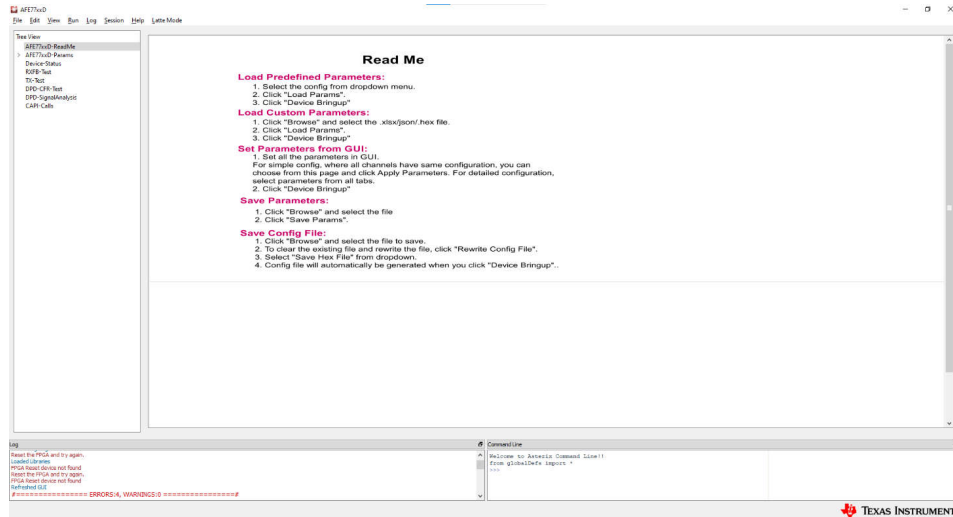 AFE77xxD
File Edit View Run Log Session Help Latte Mode
Tree View
AFE77xxD-ReadMe
AFE77xxD-Params
Device-Status
RXFB-Test
TX-Test
DPD-CFR-Test
DPD-SignalAnalysis
CAPI-Calls
Read Me
Load Predefined Parameters:
1. Select the config from dropdown menu.
2. Click "Load Params".
3. Click "Device Bringup"
Load Custom Parameters:
1. Click "Browse" and select the .xlsx/json/.hex file.
2. Click "Load Params".
3. Click "Device Bringup"
Set Parameters from GUI:
1. Set all the parameters in GUI.
For simple config, where all channels have same configuration, you can
choose from this page and click Apply Parameters. For detailed configuration,
select parameters from all tabs.
2. Click "Device Bringup"
Save Parameters:
1. Click "Browse" and select the file
2. Click "Save Params".
Save Config File:
1. Click "Browse" and select the file to save.
2. To clear the existing file and rewrite the file, click "Rewrite Config File".
3. Select "Save Hex File" from dropdown.
4. Config file will automatically be generated when you click "Device Bringup"..
Log
Reset the FPGA and try again.
Loaded Libraries
FPGA Reset device not found
Reset the FPGA and try again.
FPGA Reset device not found
Refreshed GUI
#================ ERRORS:4, WARNINGS:0 ================#
Command Line
Welcome to Asterix Command Line!!
from globalDefs import *
>>>
TEXAS INSTRUMENT